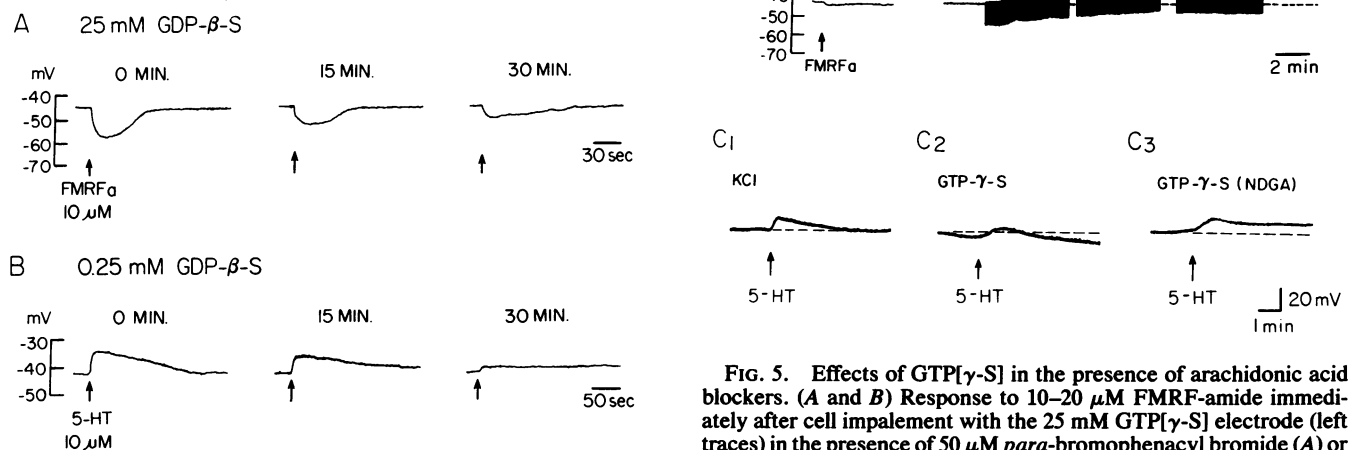 A 25 mM GDP-β-S
mV
0 MIN.
15 MIN.
30 MIN.
-40
-50
-60
-70
30 sec
FMRFa
10 µM
B 0.25 mM GDP-β-S
mV
0 MIN.
15 MIN.
30 MIN.
-30
-40
-50
50 sec
5-HT
10 µM
-50
-60
-70
FMRFa
2 min
C1
C2
C3
KCl
GTP-γ-S
GTP-γ-S (NDGA)
5-HT
5-HT
5-HT
20 mV
1 min
FIG. 5. Effects of GTP[γ-S] in the presence of arachidonic acid
blockers. (A and B) Response to 10–20 µM FMRF-amide immedi-
ately after cell impalement with the 25 mM GTP[γ-S] electrode (left
traces) in the presence of 50 µM para-bromophenacyl bromide (A) or